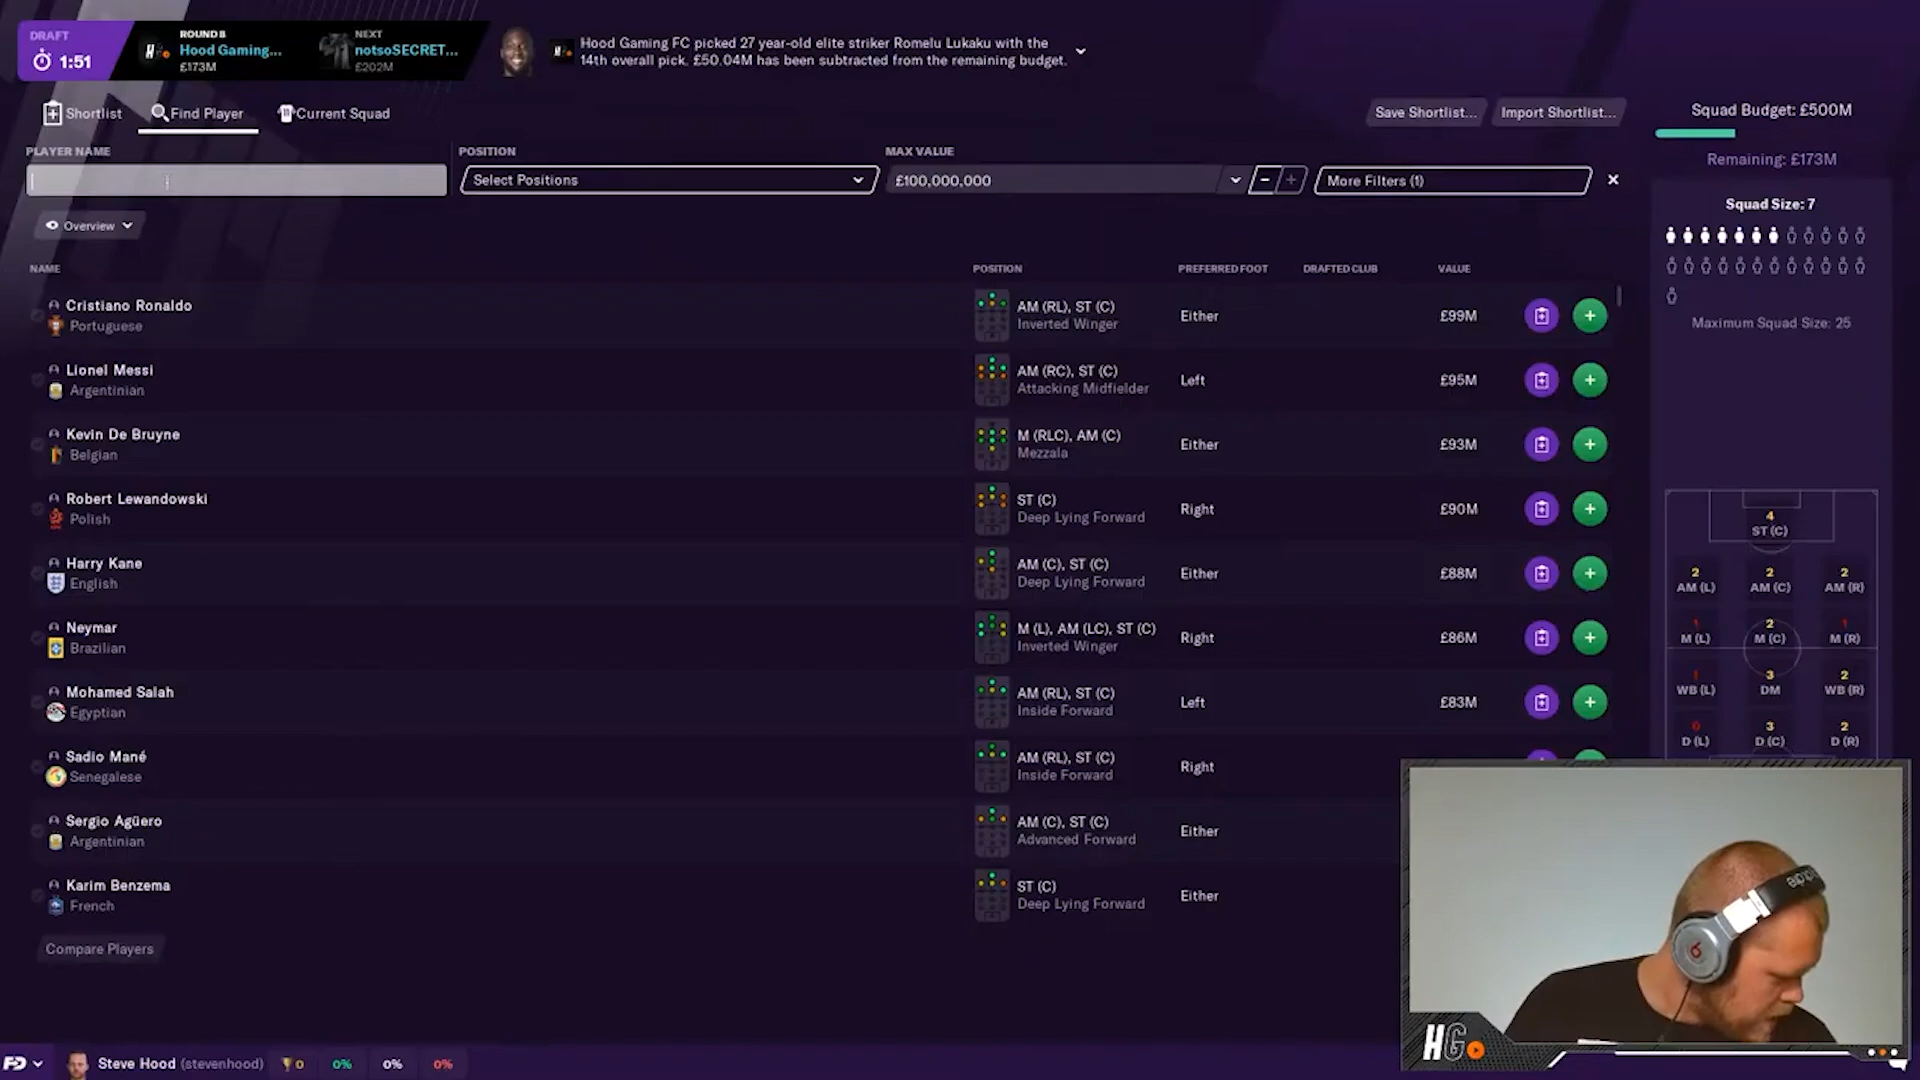 DRAFT
1:51
ROUND 8
Hood Gaming...
£173M
NEXT
notsoSECRET...
£202M
Hood Gaming FC picked 27 year-old elite striker Romelu Lukaku with the
14th overall pick. £50.04M has been subtracted from the remaining budget.
Shortlist
Find Player
Current Squad
Save Shortlist...
Import Shortlist...
Squad Budget: £500M
Remaining: £173M
PLAYER NAME
POSITION
MAX VALUE
Select Positions
£100,000,000
More Filters (1)
Squad Size: 7
Maximum Squad Size: 25
Overview
NAME
POSITION
PREFERRED FOOT
DRAFTED CLUB
VALUE
Cristiano Ronaldo
Portuguese
AM (RL), ST (C)
Inverted Winger
Either
£99M
Lionel Messi
Argentinian
AM (RC), ST (C)
Attacking Midfielder
Left
£95M
Kevin De Bruyne
Belgian
M (RLC), AM (C)
Mezzala
Either
£93M
Robert Lewandowski
Polish
ST (C)
Deep Lying Forward
Right
£90M
Harry Kane
English
AM (C), ST (C)
Deep Lying Forward
Either
£88M
Neymar
Brazilian
M (L), AM (LC), ST (C)
Inverted Winger
Right
£86M
Mohamed Salah
Egyptian
AM (RL), ST (C)
Inside Forward
Left
£83M
Sadio Mané
Senegalese
AM (RL), ST (C)
Inside Forward
Right
Sergio Agüero
Argentinian
AM (C), ST (C)
Advanced Forward
Either
Karim Benzema
French
ST (C)
Deep Lying Forward
Either
Compare Players
4
ST (C)
2 2 2
AM (L) AM (C) AM (R)
1 2 1
M (L) M (C) M (R)
1 3 2
WB (L) DM WB (R)
0 3 2
D (L) D (C) D (R)
HG
FD
Steve Hood (stevenhood)
0
0%
0%
0%